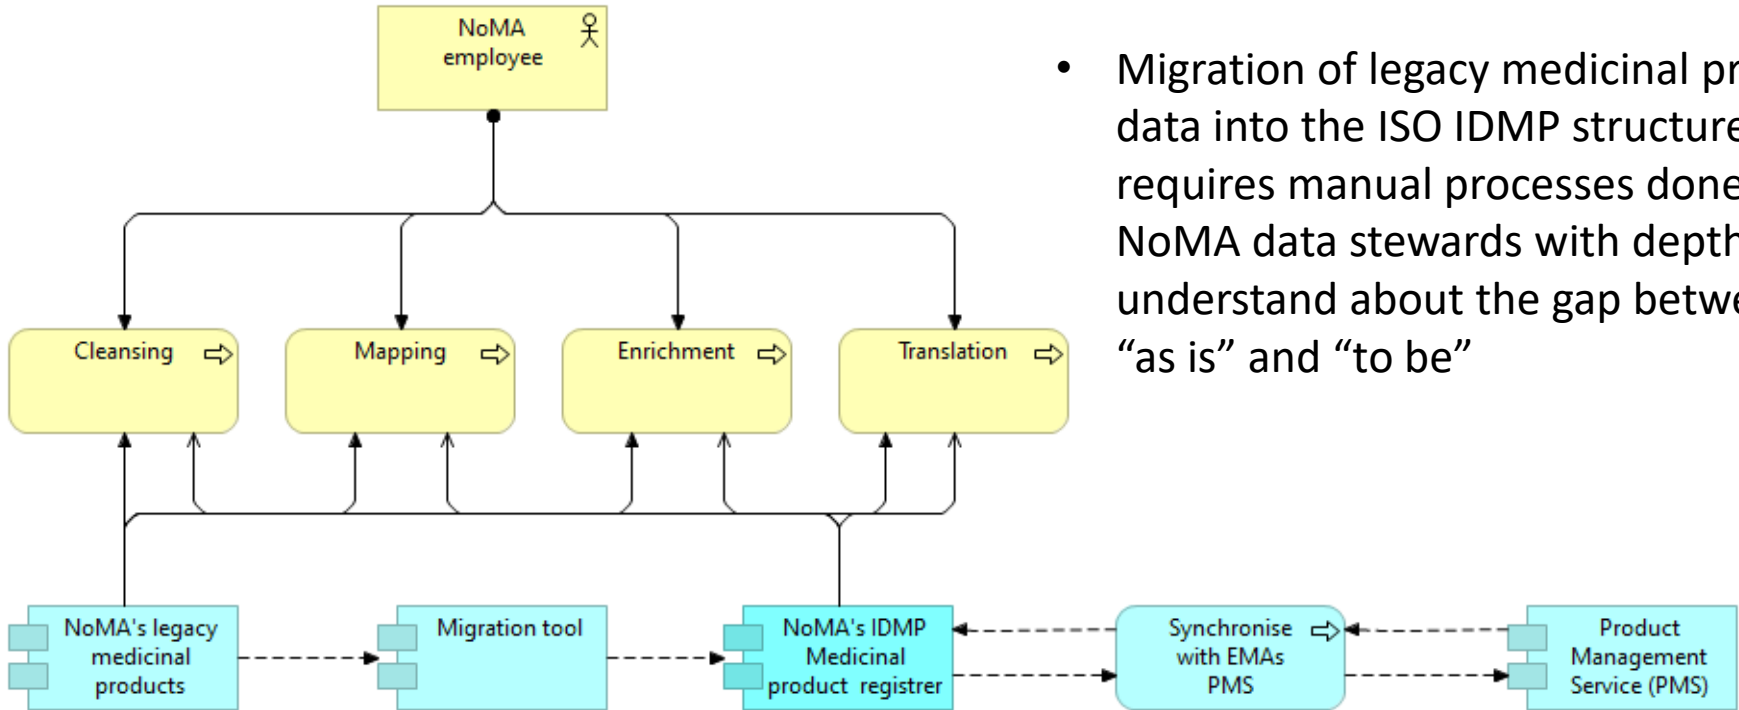 NoMA
employee
• Migration of legacy medicinal
data into the ISO IDMP structure
requires manual processes done
NoMA data stewards with depth
understand about the gap
“as is” and “to be”
Cleansing
Mapping
Enrichment
Translation
NoMA's legacy
medicinal
products
Migration tool
NoMA's IDMP
Medicinal
product registrer
Synchronise
with EMAs
PMS
Product
Management
Service (PMS)